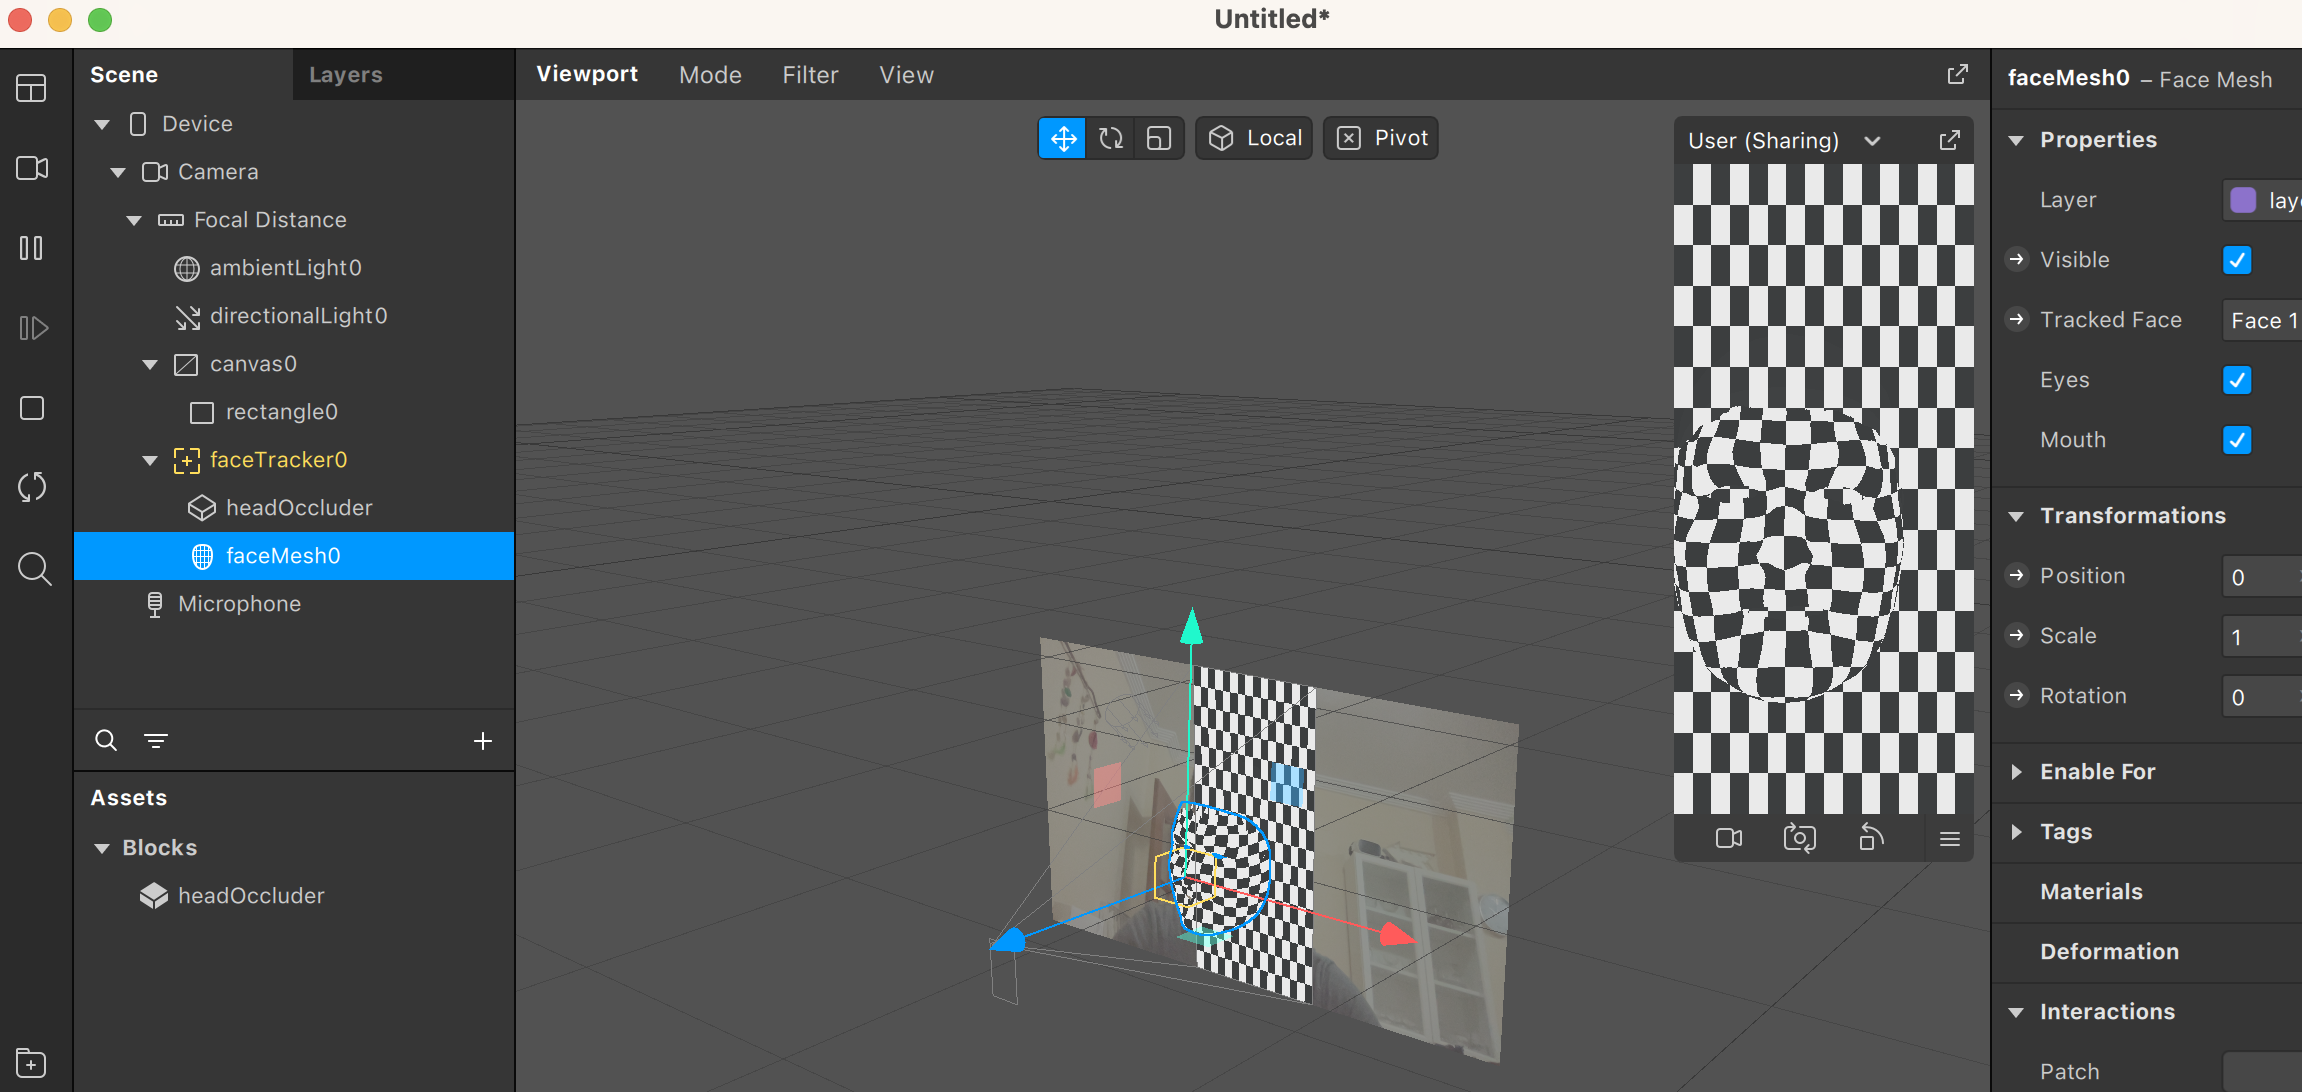 Untitled*
Scene
Layers
Device
Camera
Focal Distance
ambientLight0
directionalLight0
canvas0
rectangle0
faceTracker0
headOccluder
faceMesh0
Microphone
Assets
Blocks
headOccluder
Viewport Mode Filter View
Local
Pivot
User (Sharing)
faceMesh0 – Face Mesh
Properties
Layer
Visible
Tracked Face Face 1
Eyes
Mouth
Transformations
Position 0
Scale 1
Rotation 0
Enable For
Tags
Materials
Deformation
Interactions
Patch